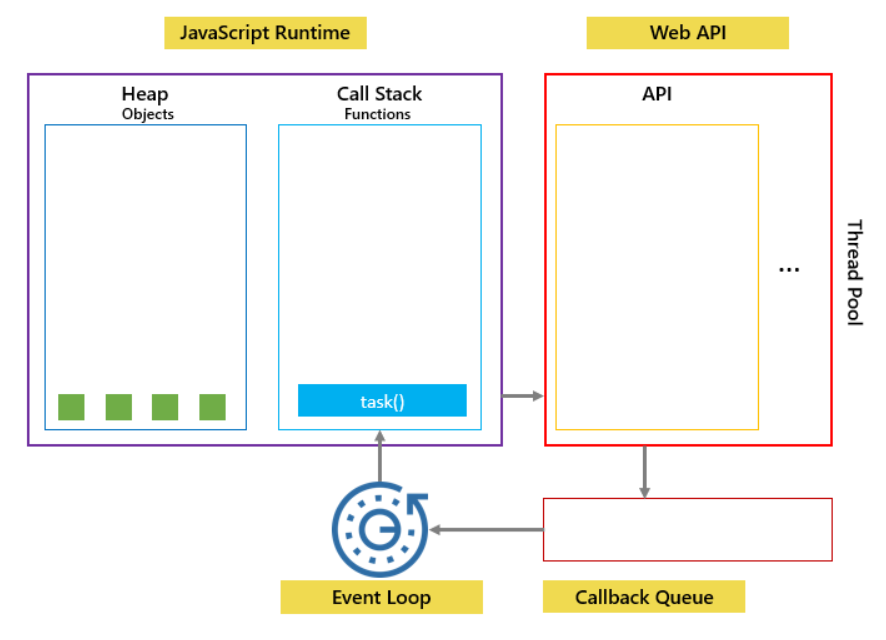 JavaScript Runtime
Web API
Heap
Objects
Call Stack
Functions
API
...
Thread Pool
task()
Event Loop
Callback Queue